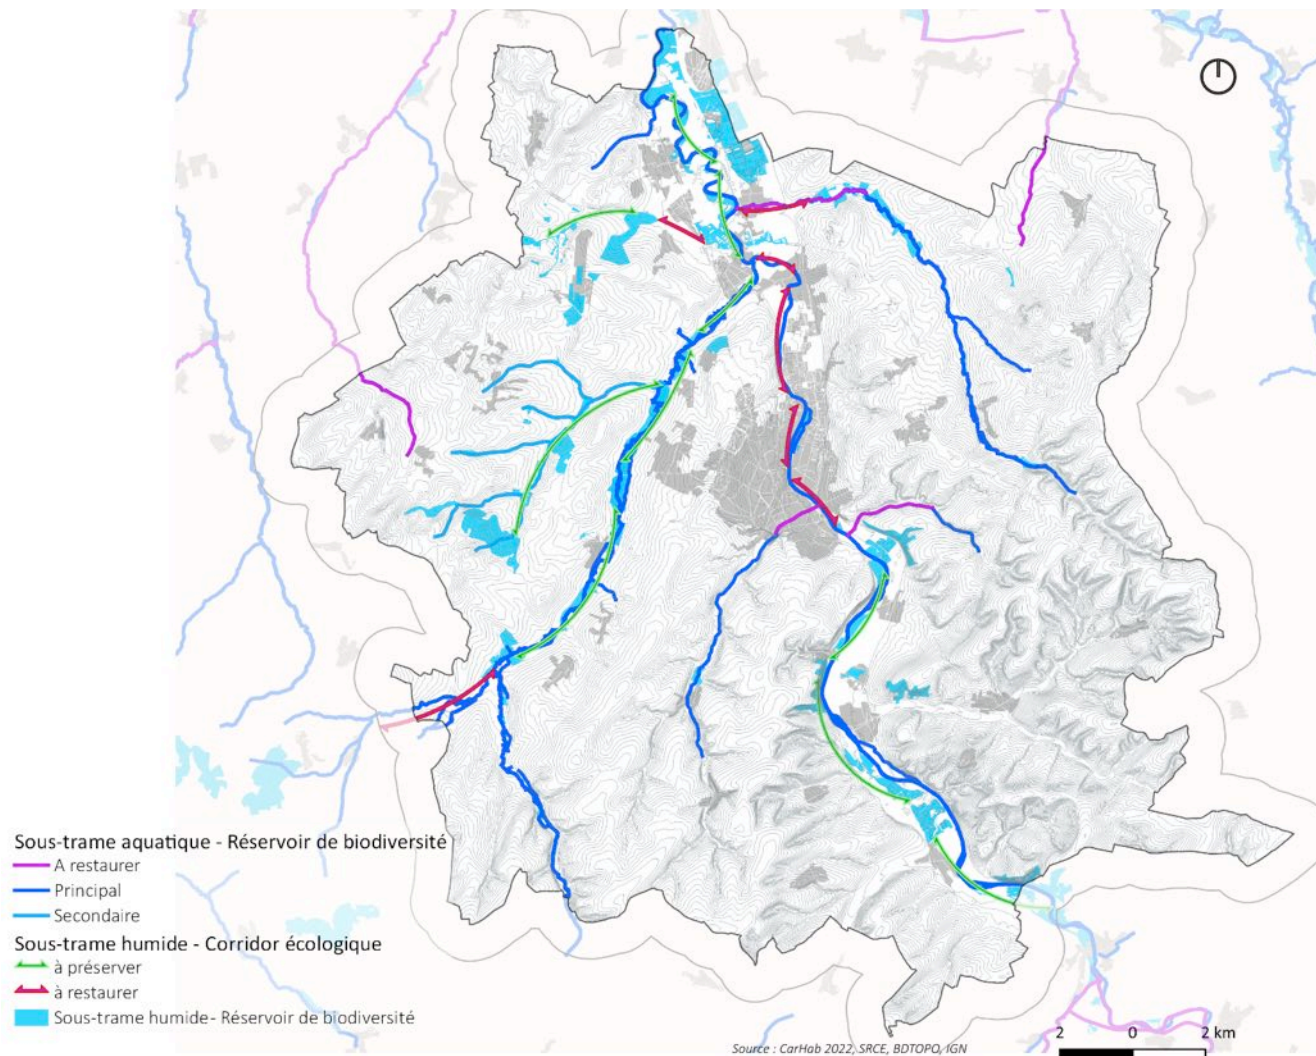 Sous-trame aquatique - Réservoir de biodiversité
A restaurer
Principal
Secondaire
Sous-trame humide - Corridor écologique
à préserver
à restaurer
Sous-trame humide - Réservoir de biodiversité
2 0 2 km
Source : CarHab 2022, SRCE, BDTOPO, IGN